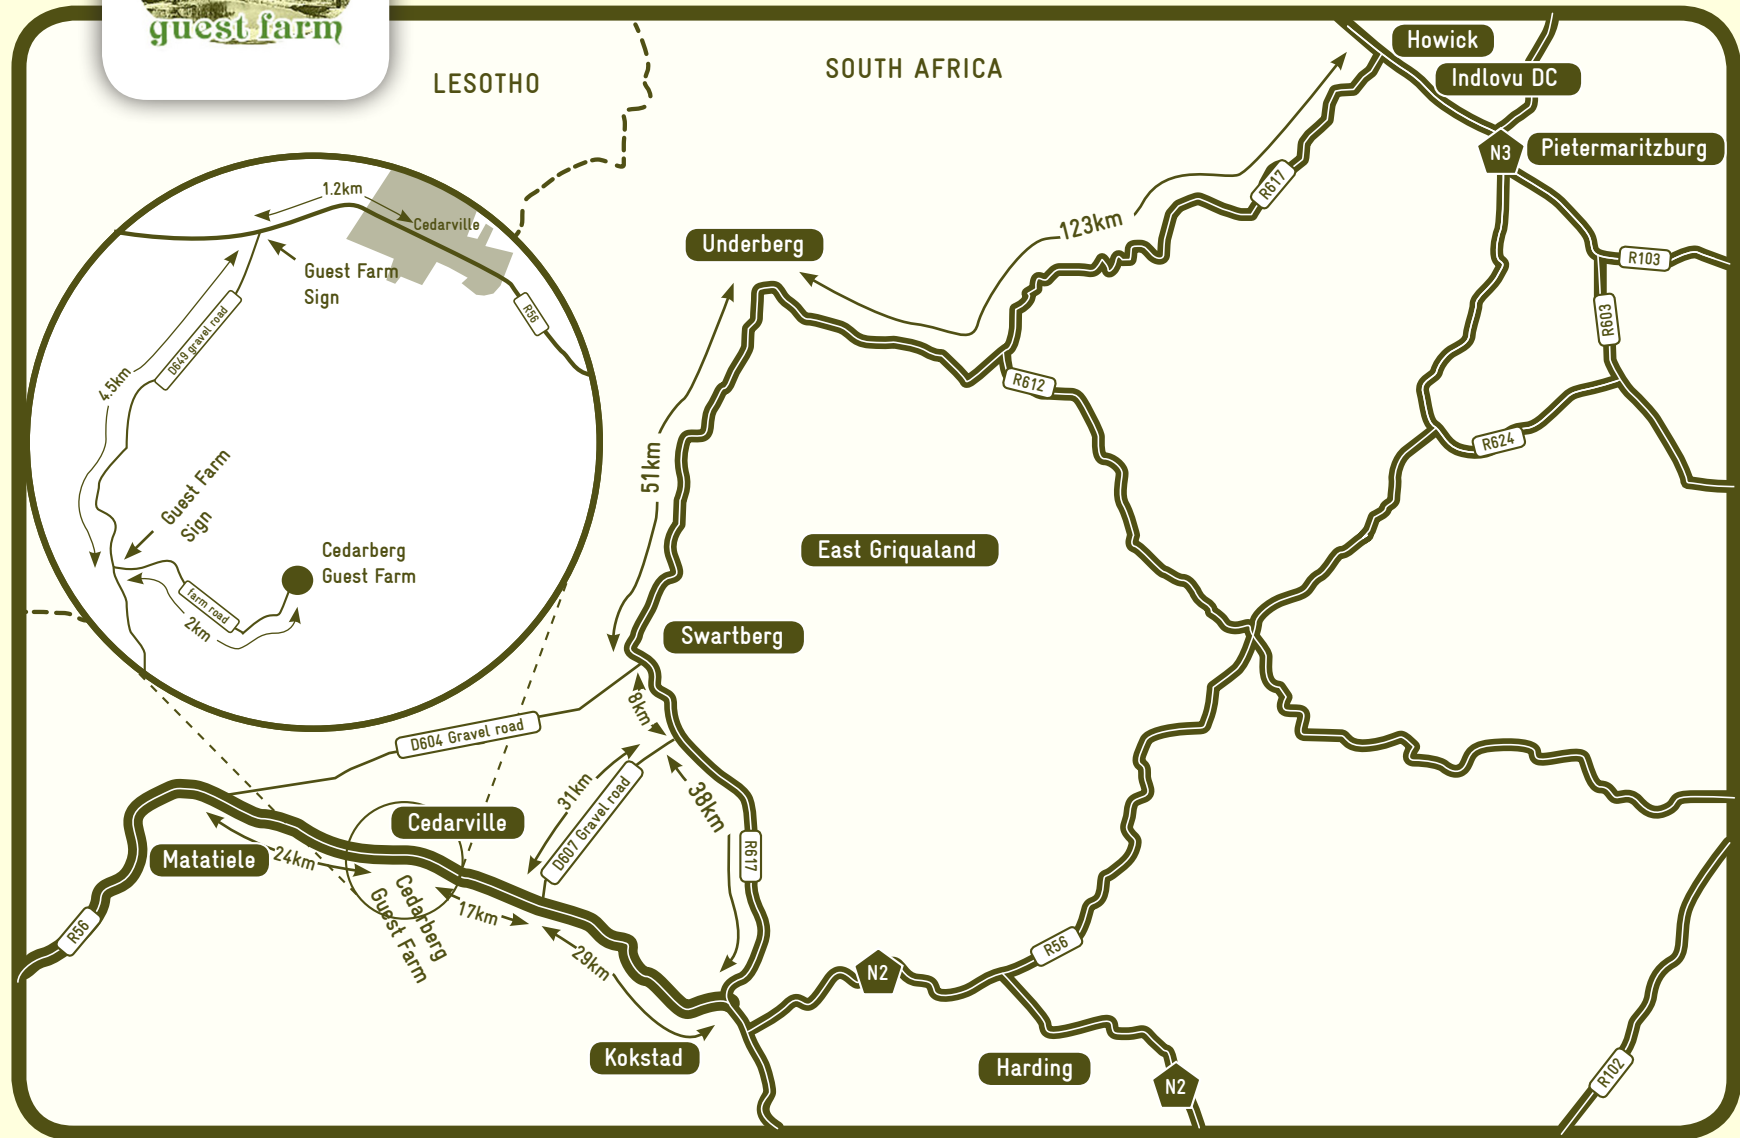 guest farm
LESOTHO
SOUTH AFRICA
Howick
Indlovu DC
N3
Pietermaritzburg
R617
R103
R603
R624
R612
123km
Underberg
51km
1.2km
Cedarville
Guest Farm
Sign
R56
D649 gravel road
4.5km
Guest Farm
Sign
Cedarberg
Guest Farm
farm road
2km
East Griqualand
Swartberg
8km
D604 Gravel road
31km
D607 Gravel road
38km
R617
Cedarville
Matatiele
24km
Cedarberg
Guest Farm
17km
29km
R56
Kokstad
N2
R56
Harding
N2
R102